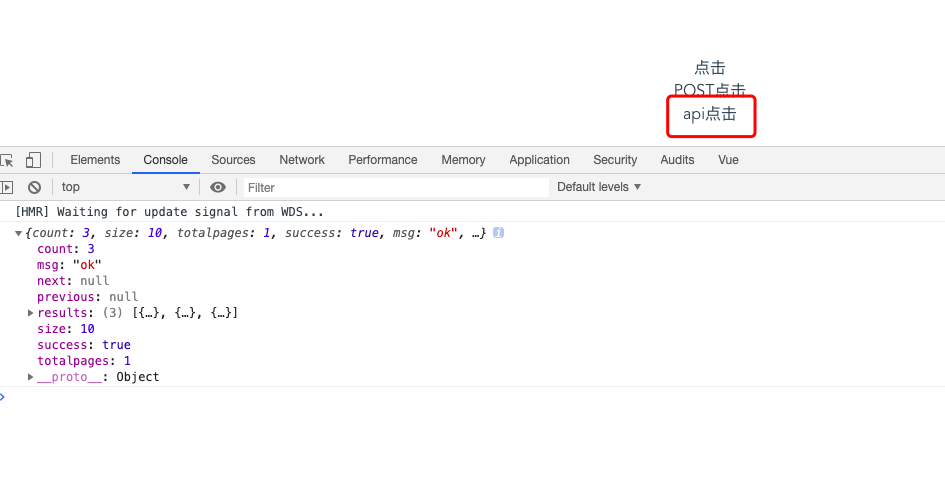 点击
POST点击
api点击
Elements Console Sources Network Performance Memory Application Security Audits Vue
top Filter Default levels
[HMR] Waiting for update signal from WDS...
{count: 3, size: 10, totalpages: 1, success: true, msg: "ok", …} i
count: 3
msg: "ok"
next: null
previous: null
results: (3) [{…}, {…}, {…}]
size: 10
success: true
totalpages: 1
__proto__: Object